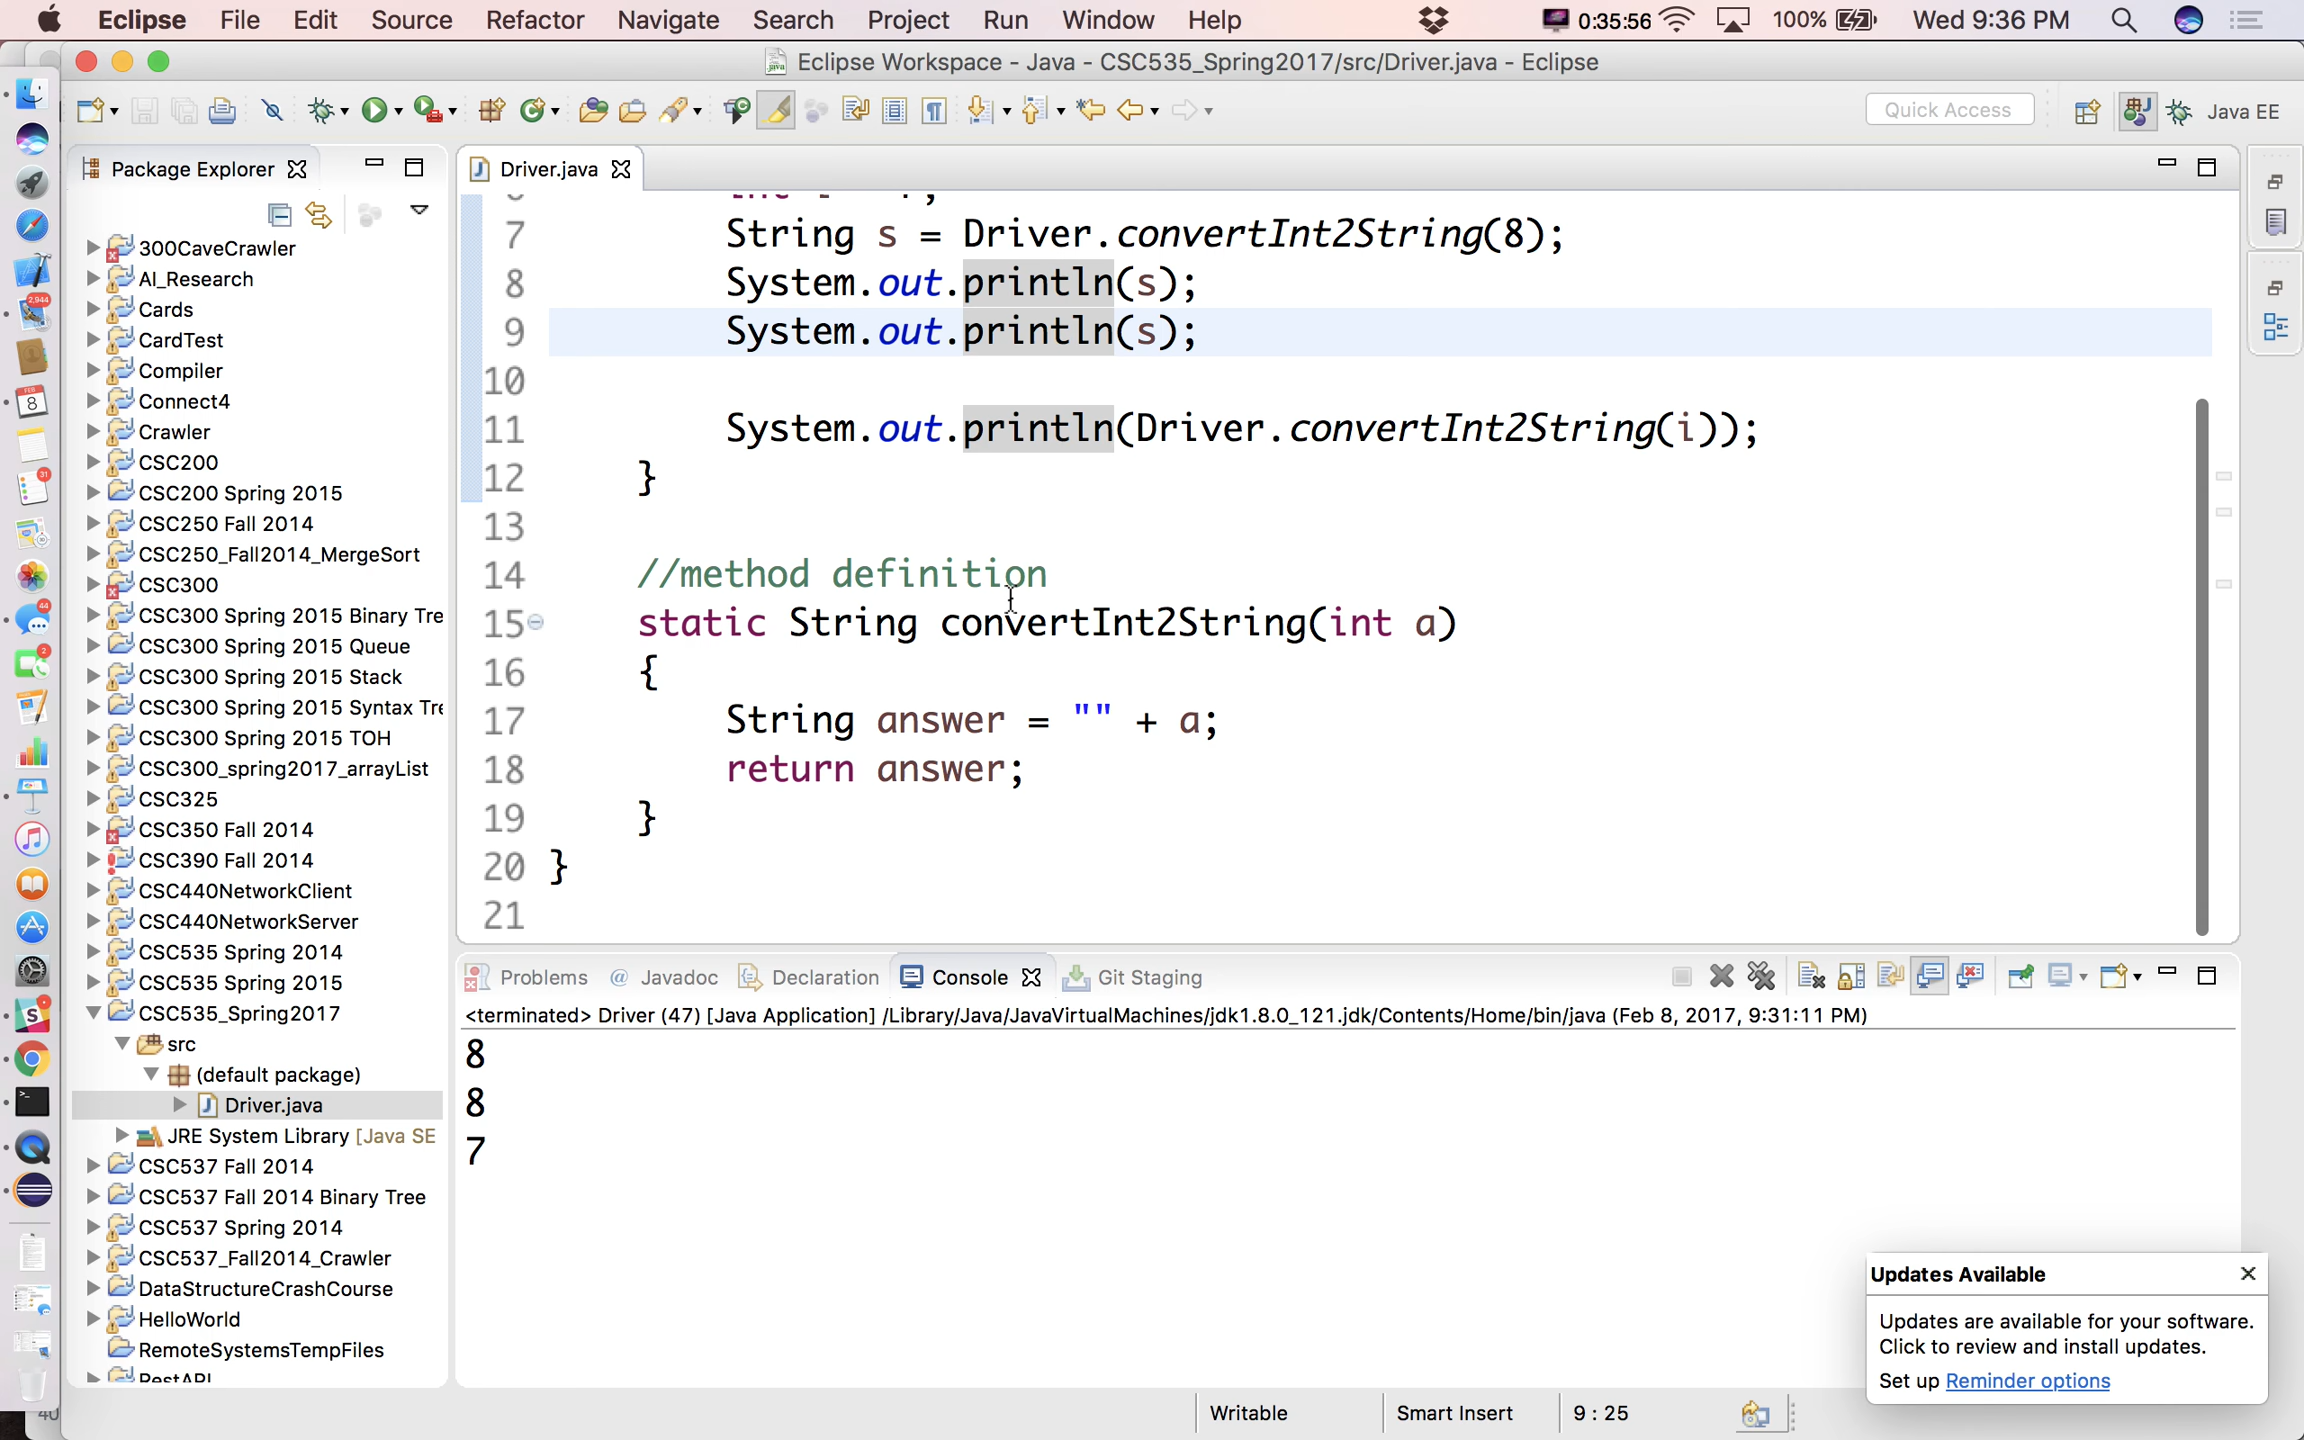 Eclipse File Edit Source Refactor Navigate Search Project Run Window Help 0:35:56 100% Wed 9:36 PM
Eclipse Workspace - Java - CSC535_Spring2017/src/Driver.java - Eclipse
Quick Access Java EE
Package Explorer
300CaveCrawler
AI_Research
Cards
CardTest
Compiler
Connect4
Crawler
CSC200
CSC200 Spring 2015
CSC250 Fall 2014
CSC250_Fall2014_MergeSort
CSC300
CSC300 Spring 2015 Binary Tre
CSC300 Spring 2015 Queue
CSC300 Spring 2015 Stack
CSC300 Spring 2015 Syntax Tre
CSC300 Spring 2015 TOH
CSC300_spring2017_arrayList
CSC325
CSC350 Fall 2014
CSC390 Fall 2014
CSC440NetworkClient
CSC440NetworkServer
CSC535 Spring 2014
CSC535 Spring 2015
CSC535_Spring2017
src
(default package)
Driver.java
JRE System Library [Java SE
CSC537 Fall 2014
CSC537 Fall 2014 Binary Tree
CSC537 Spring 2014
CSC537_Fall2014_Crawler
DataStructureCrashCourse
HelloWorld
RemoteSystemsTempFiles
RestAPI
Driver.java
7 String s = Driver.convertInt2String(8);
8 System.out.println(s);
9 System.out.println(s);
10
11 System.out.println(Driver.convertInt2String(i));
12 }
13
14 //method definition
15 static String convertInt2String(int a)
16 {
17 String answer = "" + a;
18 return answer;
19 }
20 }
21
Problems @ Javadoc Declaration Console Git Staging
<terminated> Driver (47) [Java Application] /Library/Java/JavaVirtualMachines/jdk1.8.0_121.jdk/Contents/Home/bin/java (Feb 8, 2017, 9:31:11 PM)
8
8
7
Updates Available
Updates are available for your software.
Click to review and install updates.
Set up Reminder options
Writable Smart Insert 9 : 25
2,944
FEB
8
31
44
2